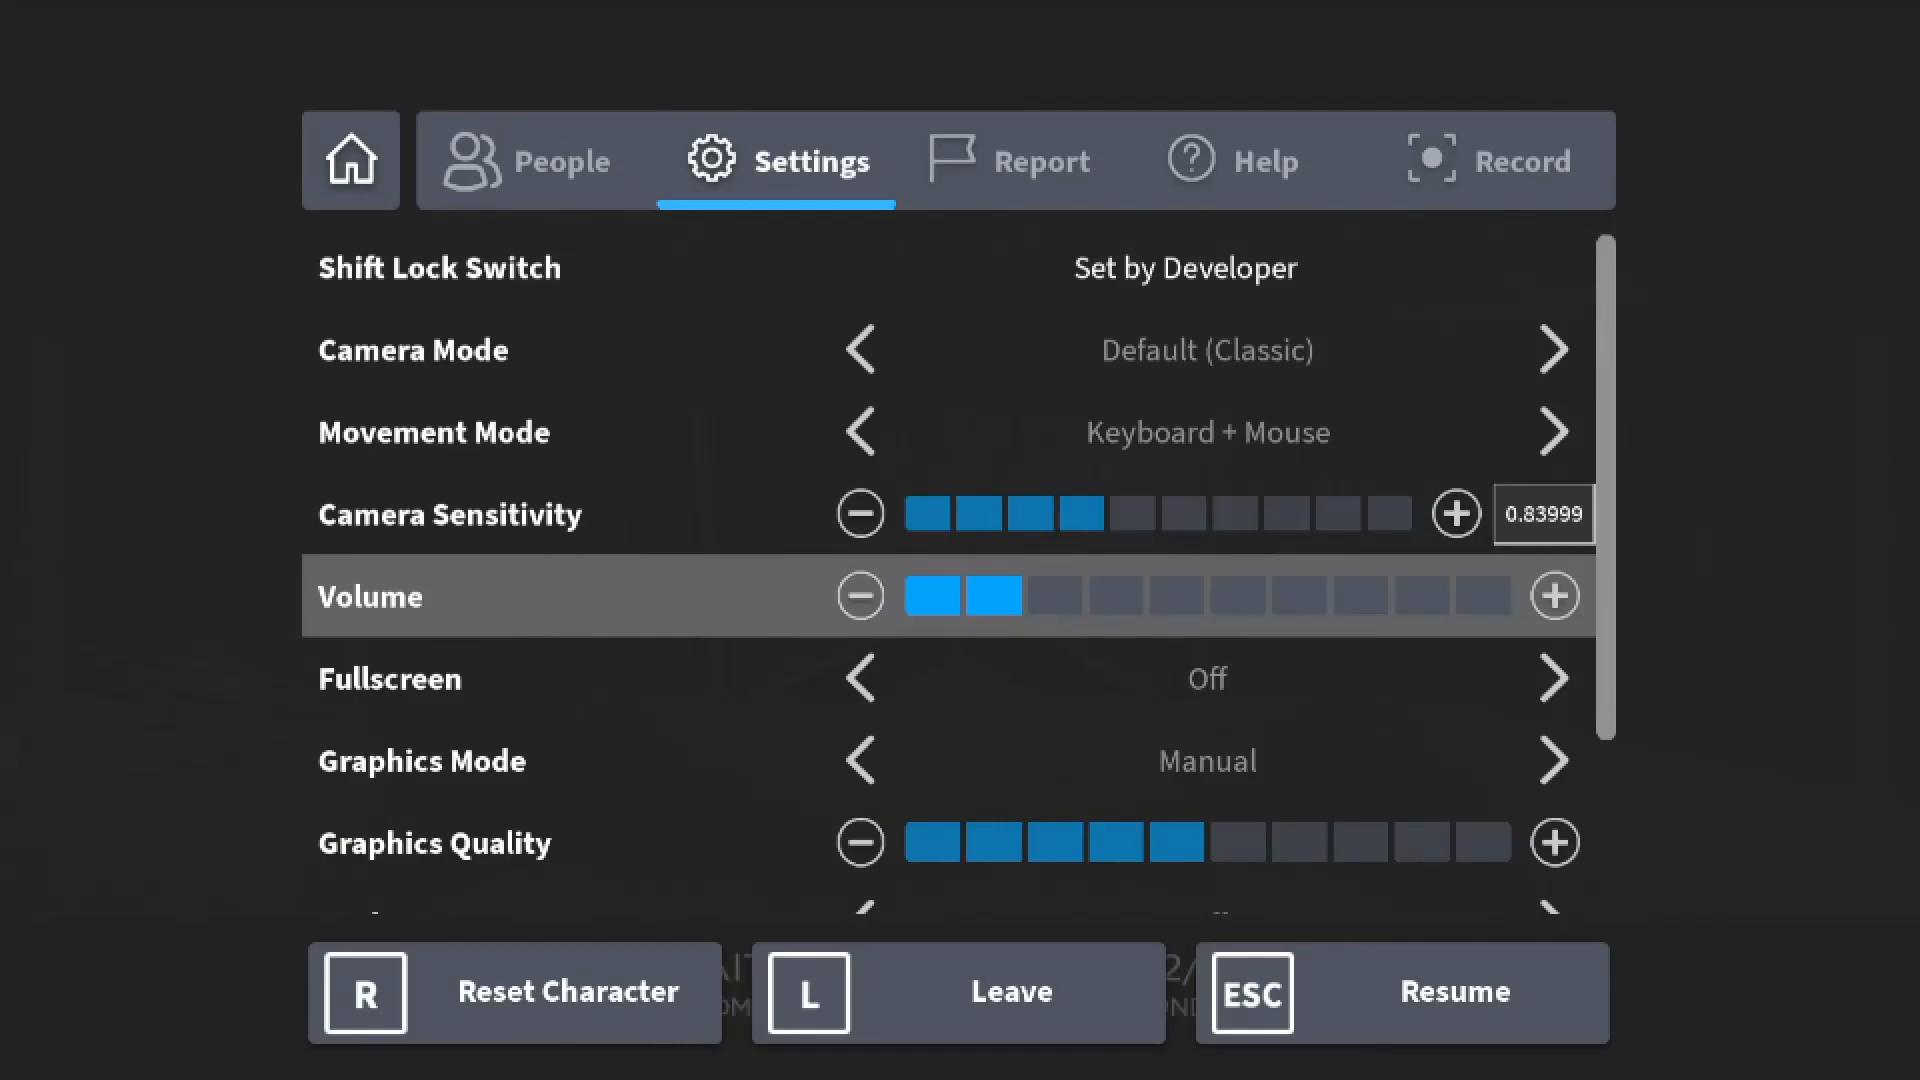 People Settings Report Help Record
Shift Lock Switch Set by Developer
Camera Mode Default (Classic)
Movement Mode Keyboard + Mouse
Camera Sensitivity 0.83999
Volume
Fullscreen Off
Graphics Mode Manual
Graphics Quality
R Reset Character L Leave ESC Resume